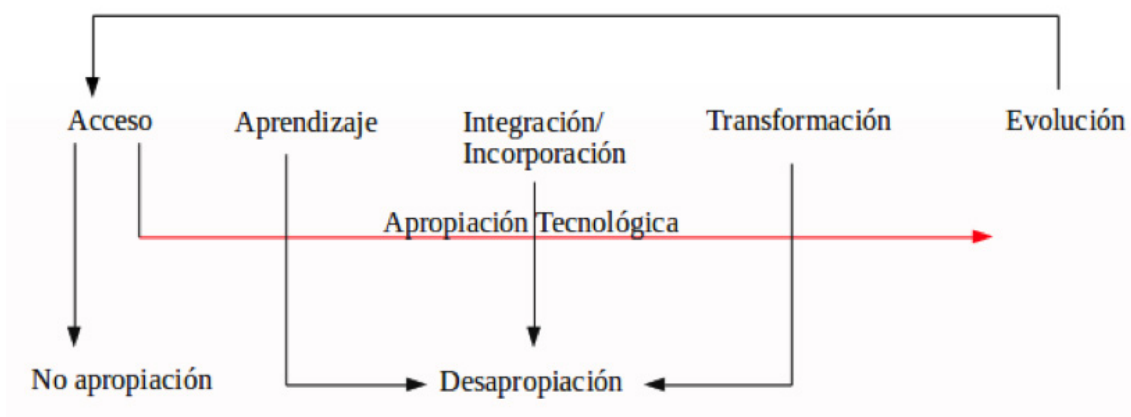 Acceso
Aprendizaje
Integración/
Incorporación
Transformación
Evolución
Apropiación Tecnológica
No apropiación
Desapropiación